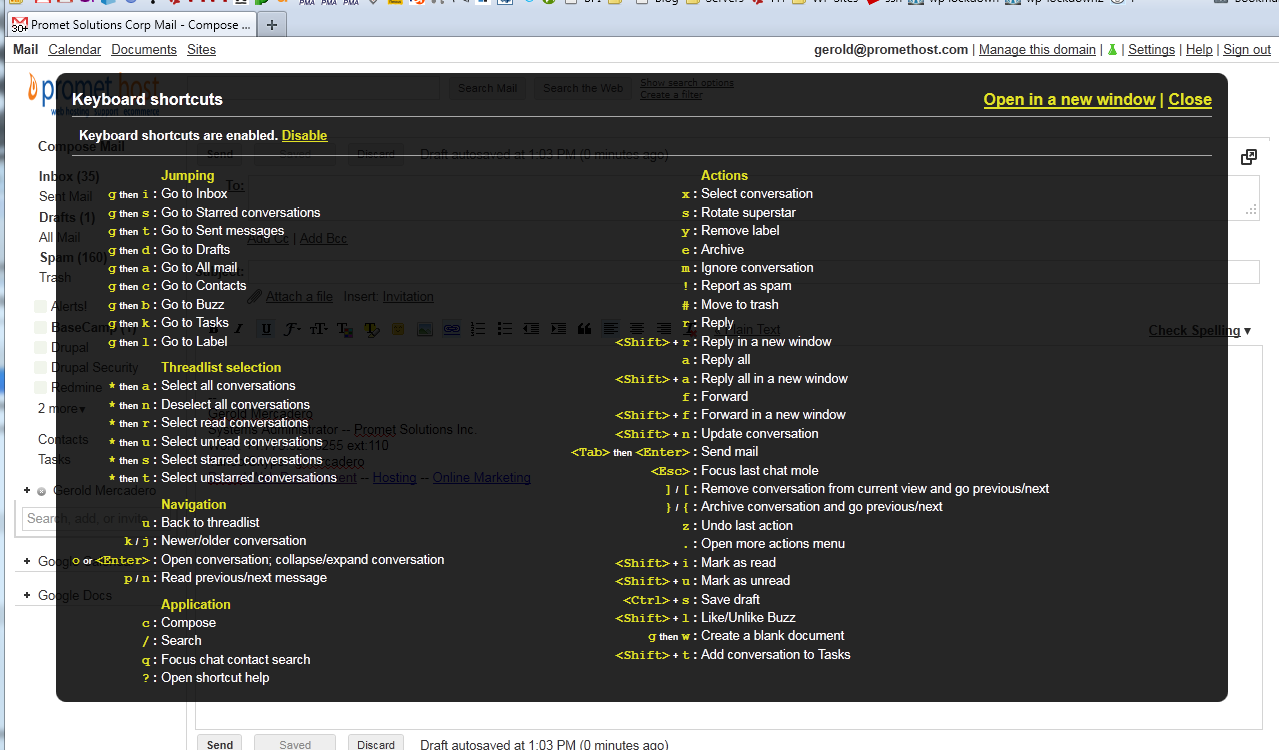 Promet Solutions Corp Mail - Compose ...
30+
Mail Calendar Documents Sites
gerold@promethost.com | Manage this domain | Settings | Help | Sign out
promet host
web hosting support ecommerce
Search Mail Search the Web Show search options
Create a filter
Keyboard shortcuts
Open in a new window | Close
Keyboard shortcuts are enabled. Disable
Compose Mail
Send Saved Discard Draft autosaved at 1:03 PM (0 minutes ago)
Inbox (35)
Sent Mail
Drafts (1)
All Mail
Spam (160)
Trash
Alerts!
Drupal
Drupal Security
Redmine
2 more ▾
Contacts
Tasks
Gerold Mercadero
Search, add, or invite
Google Docs
To:
Add Cc | Add Bcc
Subject:
Attach a file Insert: Invitation
« Plain Text
Check Spelling ▾
Gerold Mercadero
Systems Administrator -- Promet Solutions Inc.
-- Hosting -- Online Marketing
Jumping
g then i : Go to Inbox
g then s : Go to Starred conversations
g then t : Go to Sent messages
g then d : Go to Drafts
g then a : Go to All mail
g then c : Go to Contacts
g then b : Go to Buzz
g then k : Go to Tasks
g then l : Go to Label
Threadlist selection
* then a : Select all conversations
* then n : Deselect all conversations
* then r : Select read conversations
* then u : Select unread conversations
* then s : Select starred conversations
* then t : Select unstarred conversations
Navigation
u : Back to threadlist
k / j : Newer/older conversation
o or <Enter> : Open conversation; collapse/expand conversation
p / n : Read previous/next message
Application
c : Compose
/ : Search
q : Focus chat contact search
? : Open shortcut help
Actions
x : Select conversation
s : Rotate superstar
y : Remove label
e : Archive
m : Ignore conversation
! : Report as spam
# : Move to trash
r : Reply
<Shift> + r : Reply in a new window
a : Reply all
<Shift> + a : Reply all in a new window
f : Forward
<Shift> + f : Forward in a new window
<Shift> + n : Update conversation
<Tab> then <Enter> : Send mail
<Esc> : Focus last chat mole
] / [ : Remove conversation from current view and go previous/next
} / { : Archive conversation and go previous/next
z : Undo last action
. : Open more actions menu
<Shift> + i : Mark as read
<Shift> + u : Mark as unread
<Ctrl> + s : Save draft
<Shift> + l : Like/Unlike Buzz
g then w : Create a blank document
<Shift> + t : Add conversation to Tasks
Send Saved Discard Draft autosaved at 1:03 PM (0 minutes ago)